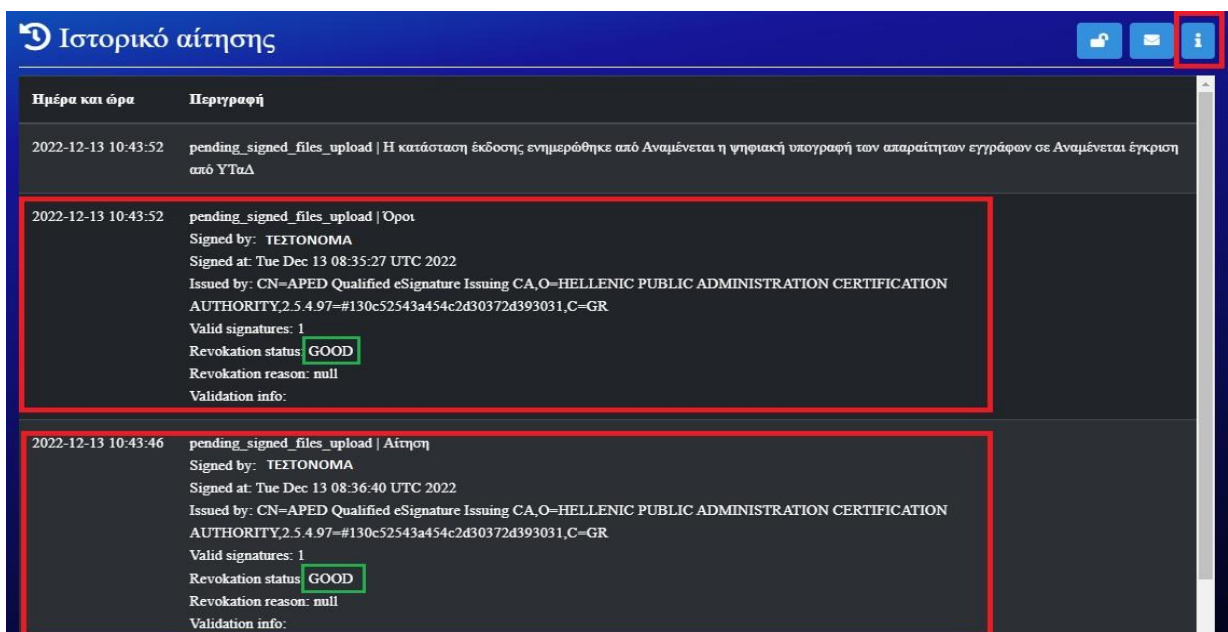 Ιστορικό αίτησης
Ημέρα και ώρα Περιγραφή
2022-12-13 10:43:52 pending_signed_files_upload | Η κατάσταση έκδοσης ενημερώθηκε από Αναμένεται η ψηφιακή υπογραφή των απαραίτητων εγγράφων σε Αναμένεται έγκριση
από ΥΤαΔ
2022-12-13 10:43:52 pending_signed_files_upload | Όροι
Signed by: ΤΕΣΤΟΝΟΜΑ
Signed at: Tue Dec 13 08:35:27 UTC 2022
Issued by: CN=APED Qualified eSignature Issuing CA,O=HELLENIC PUBLIC ADMINISTRATION CERTIFICATION
AUTHORITY,2.5.4.97=#130c52543a454c2d30372d393031,C=GR
Valid signatures: 1
Revokation status: GOOD
Revokation reason: null
Validation info:
2022-12-13 10:43:46 pending_signed_files_upload | Αίτηση
Signed by: ΤΕΣΤΟΝΟΜΑ
Signed at: Tue Dec 13 08:36:40 UTC 2022
Issued by: CN=APED Qualified eSignature Issuing CA,O=HELLENIC PUBLIC ADMINISTRATION CERTIFICATION
AUTHORITY,2.5.4.97=#130c52543a454c2d30372d393031,C=GR
Valid signatures: 1
Revokation status: GOOD
Revokation reason: null
Validation info: